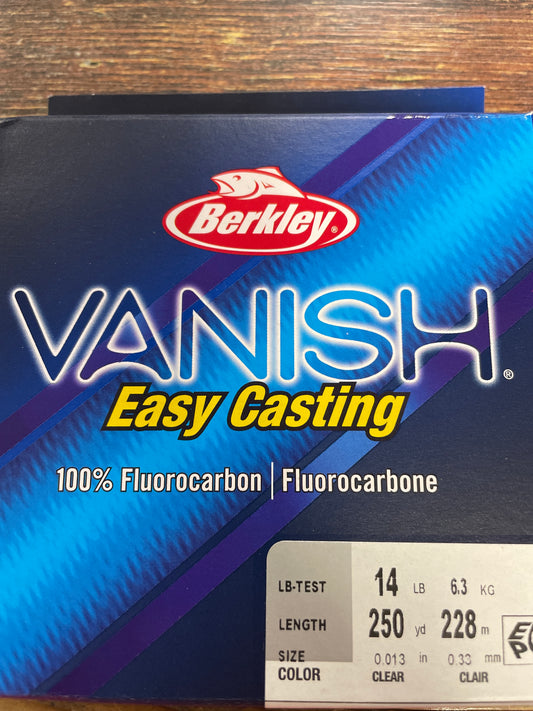 Berkley®
VANISH®
Easy Casting
100% Fluorocarbon | Fluorocarbone
LB-TEST 14 LB 6.3 KG
LENGTH 250 yd 228 m
SIZE 0.013 in 0.33 mm
COLOR CLEAR CLAIR